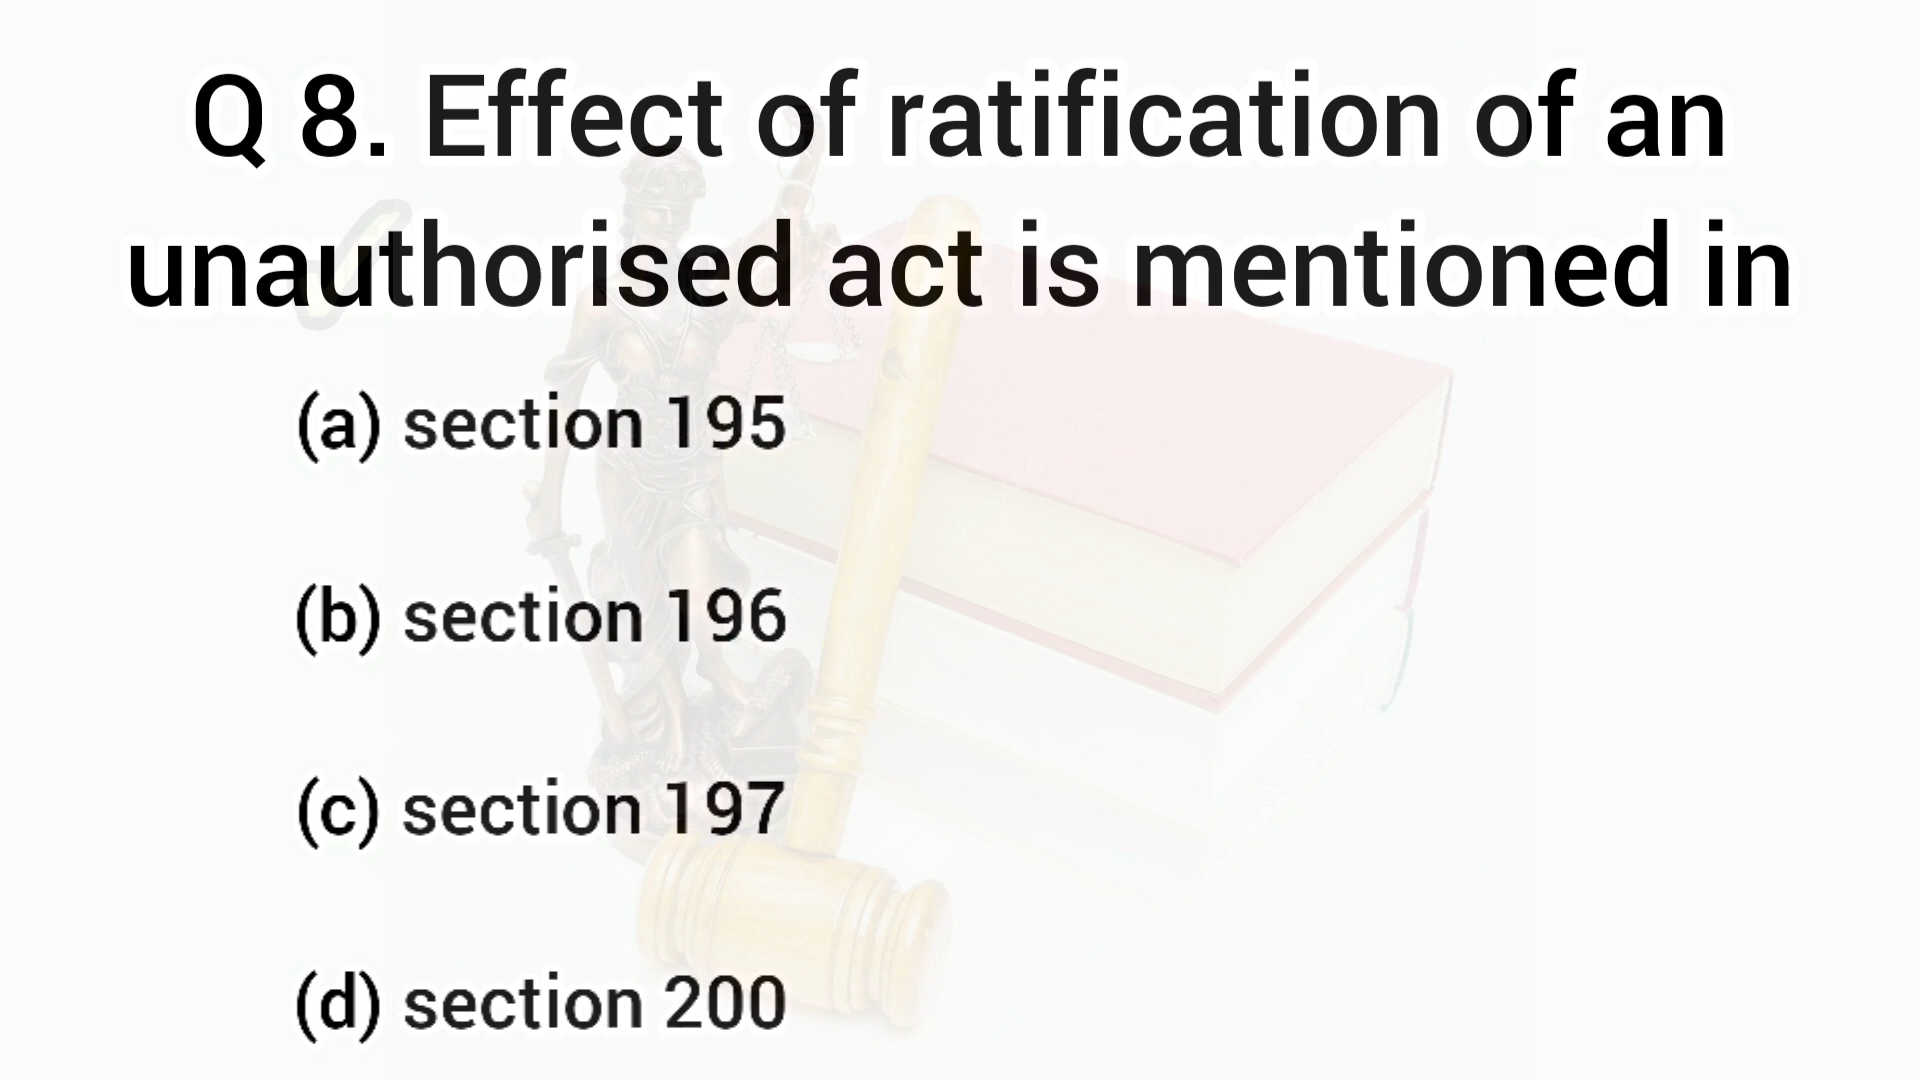 Q 8. Effect of ratification of an
unauthorised act is mentioned in
(a) section 195
(b) section 196
(c) section 197
(d) section 200